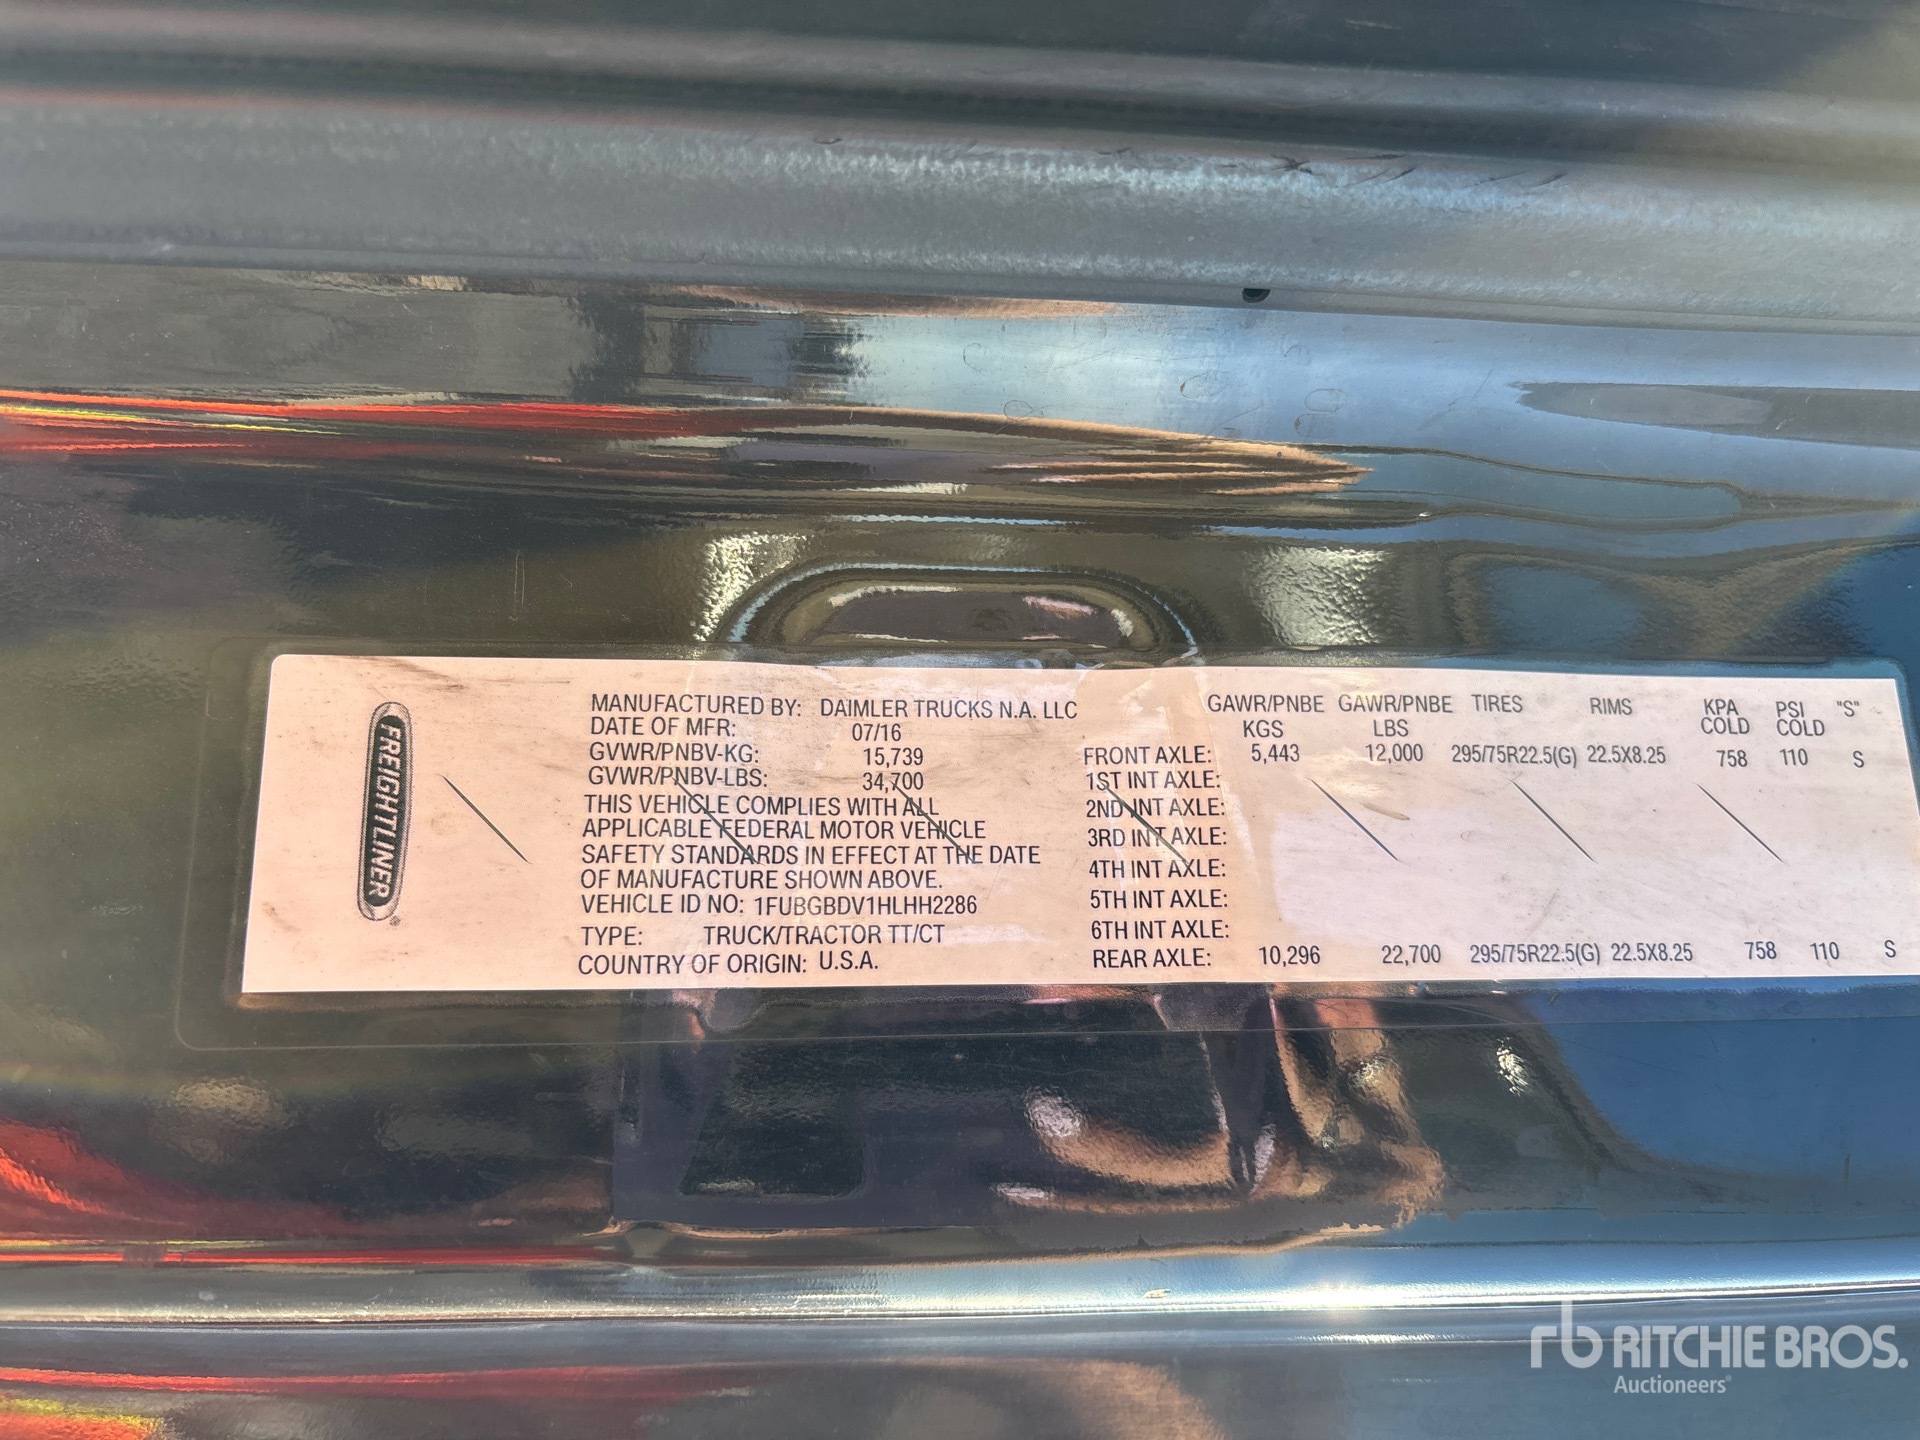 FREIGHTLINER
MANUFACTURED BY: DAIMLER TRUCKS N.A. LLC
DATE OF MFR: 07/16
GVWR/PNBV-KG: 15,739
GVWR/PNBV-LBS: 34,700
THIS VEHICLE COMPLIES WITH ALL
APPLICABLE FEDERAL MOTOR VEHICLE
SAFETY STANDARDS IN EFFECT AT THE DATE
OF MANUFACTURE SHOWN ABOVE.
VEHICLE ID NO: 1FUBGBDV1HLHH2286
TYPE: TRUCK/TRACTOR TT/CT
COUNTRY OF ORIGIN: U.S.A.
GAWR/PNBE GAWR/PNBE TIRES RIMS KPA PSI "S"
KGS LBS COLD COLD
FRONT AXLE: 5,443 12,000 295/75R22.5(G) 22.5X8.25 758 110 S
1ST INT AXLE:
2ND INT AXLE:
3RD INT AXLE:
4TH INT AXLE:
5TH INT AXLE:
6TH INT AXLE:
REAR AXLE: 10,296 22,700 295/75R22.5(G) 22.5X8.25 758 110 S
rb RITCHIE BROS.
Auctioneers